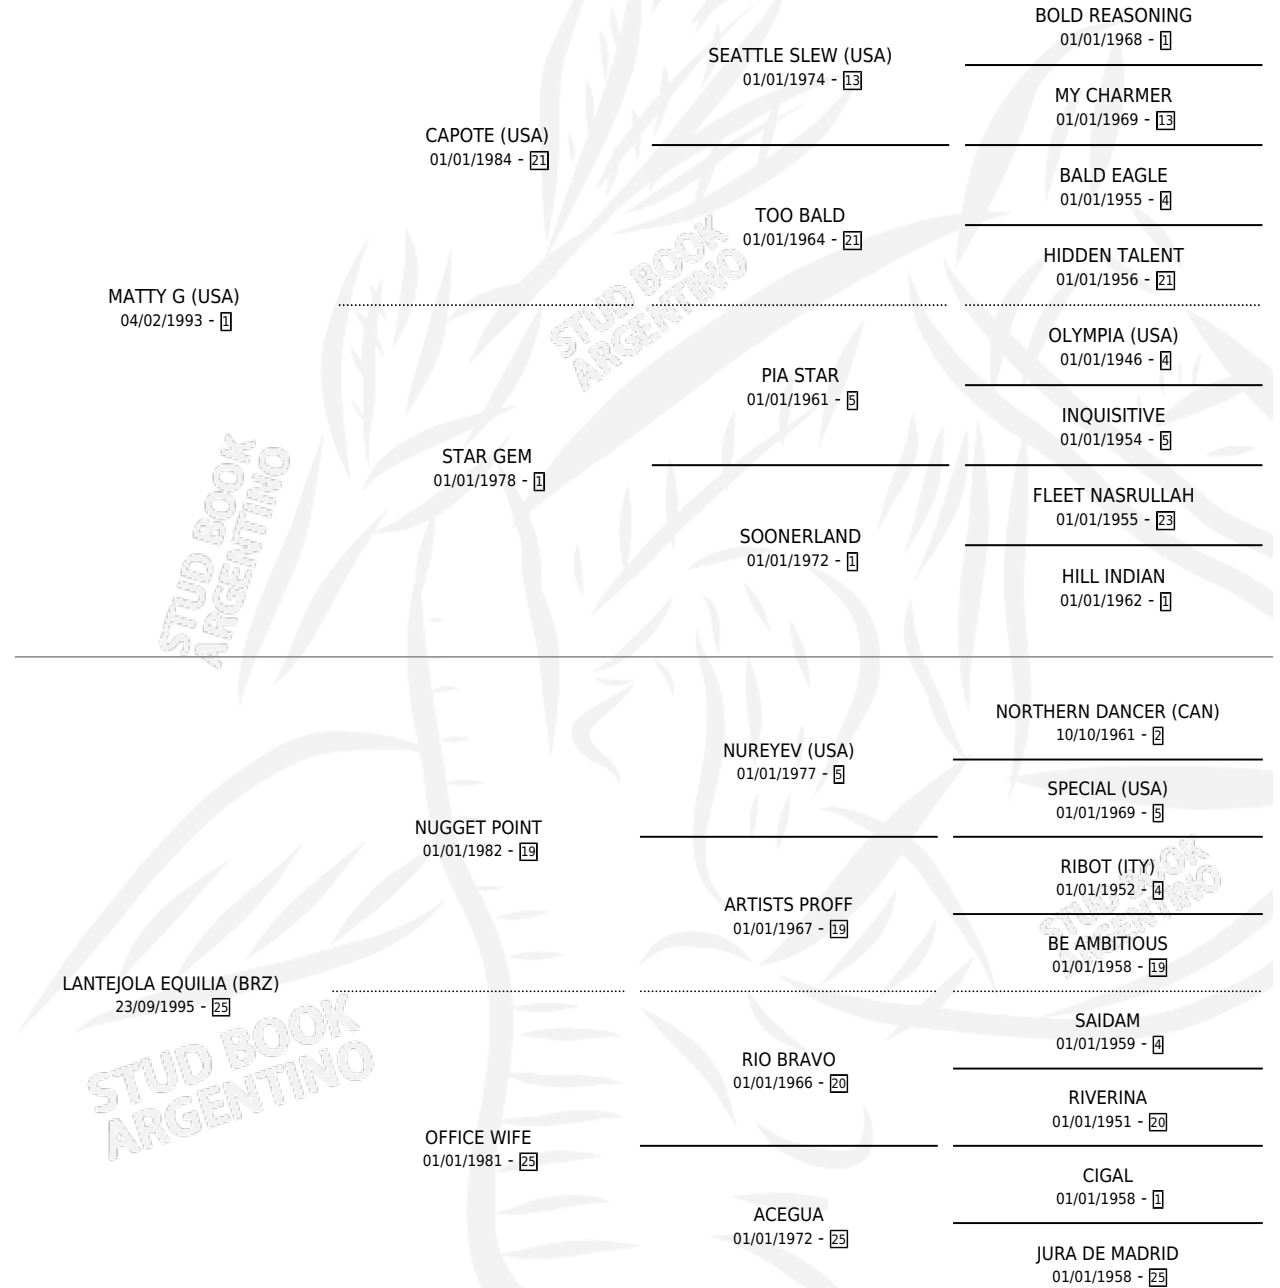 BOLD REASONING
01/01/1968 - 1
SEATTLE SLEW (USA)
01/01/1974 - 13
MY CHARMER
01/01/1969 - 13
CAPOTE (USA)
01/01/1984 - 21
BALD EAGLE
01/01/1955 - 4
TOO BALD
01/01/1964 - 21
HIDDEN TALENT
01/01/1956 - 21
MATTY G (USA)
04/02/1993 - 1
STUD BOOK
ARGENTINO
OLYMPIA (USA)
01/01/1946 - 4
PIA STAR
01/01/1961 - 5
INQUISITIVE
01/01/1954 - 5
STAR GEM
01/01/1978 - 1
FLEET NASRULLAH
01/01/1955 - 23
SOONERLAND
01/01/1972 - 1
HILL INDIAN
01/01/1962 - 1
STUD BOOK
ARGENTINO
NORTHERN DANCER (CAN)
10/10/1961 - 2
NUREYEV (USA)
01/01/1977 - 5
SPECIAL (USA)
01/01/1969 - 5
NUGGET POINT
01/01/1982 - 19
RIBOT (ITY)
01/01/1952 - 4
ARTISTS PROFF
01/01/1967 - 19
BE AMBITIOUS
01/01/1958 - 19
STUD BOOK
ARGENTINO
LANTEJOLA EQUILIA (BRZ)
23/09/1995 - 25
SAIDAM
01/01/1959 - 4
RIO BRAVO
01/01/1966 - 20
RIVERINA
01/01/1951 - 20
STUD BOOK
ARGENTINO
OFFICE WIFE
01/01/1981 - 25
CIGAL
01/01/1958 - 1
ACEGUA
01/01/1972 - 25
JURA DE MADRID
01/01/1958 - 25